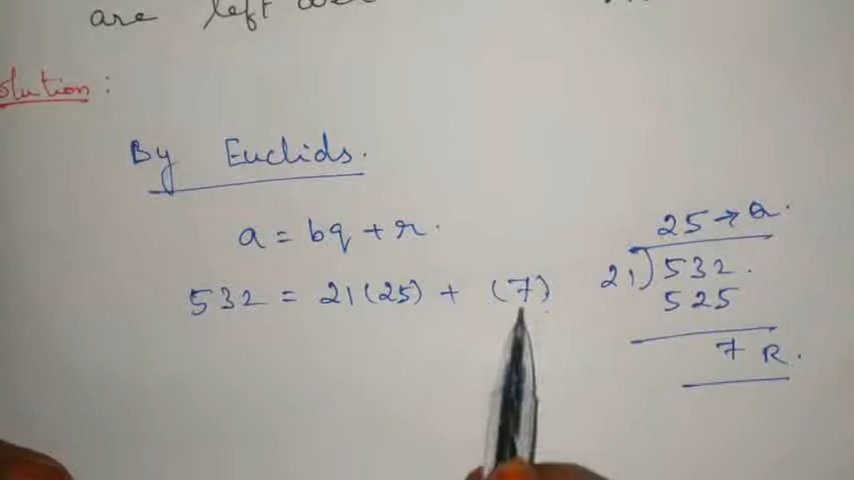 are left
olution:
By Euclids.
a = bq + r.
532 = 21(25) + (7)
25 → Q.
21)532.
525
7 R.